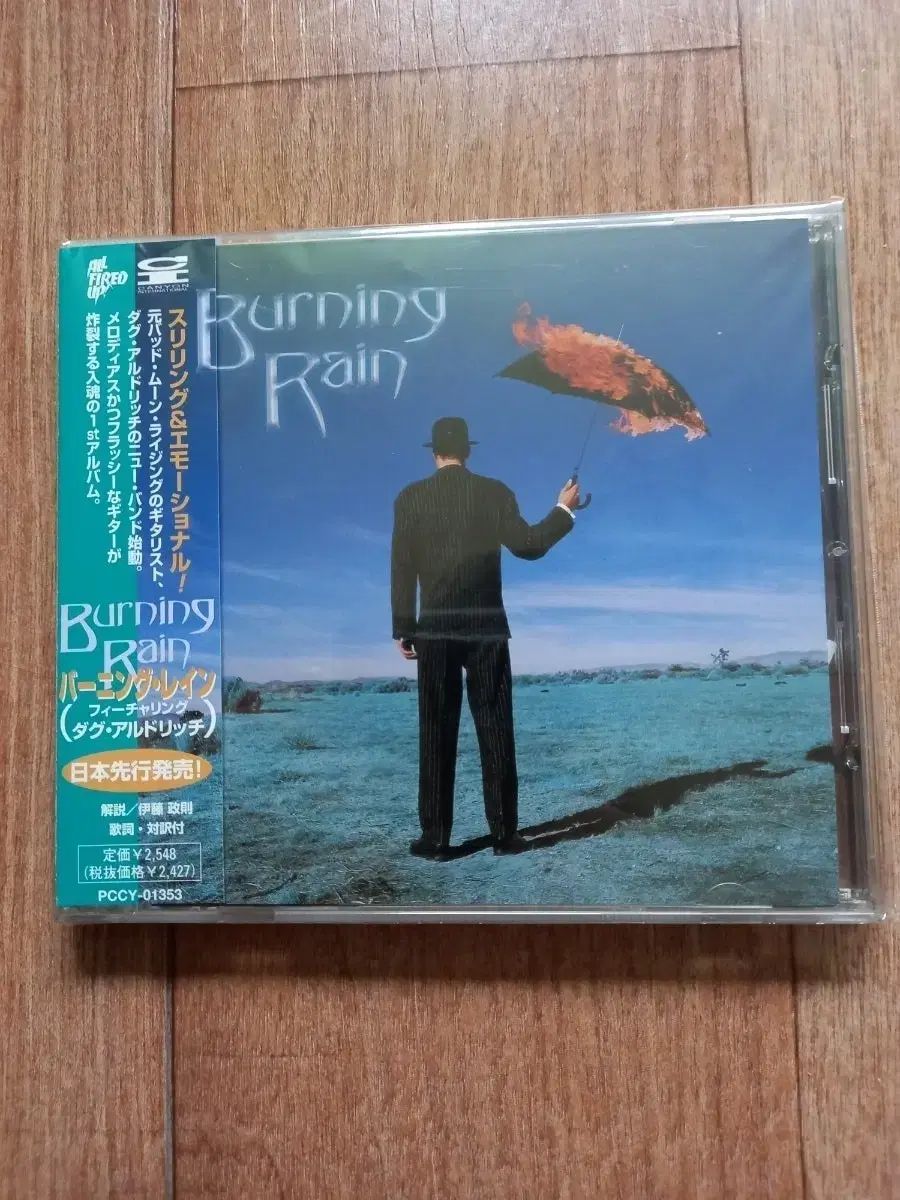 ALL
FIRED
UP
CANYON
INTERNATIONAL
スリリング&エモーショナル!
元バッド・ムーン・ライジングのギタリスト、
ダグ・アルドリッチのニュー・バンド始動。
メロディアスかつフラッシーなギターが
炸裂する入魂の1stアルバム。
Burning
Rain
バーニング・レイン
フィーチャリング
(ダグ・アルドリッチ)
日本先行発売!
解説/伊藤 政則
歌詞・対訳付
定価¥2,548
(税抜価格¥2,427)
PCCY-01353
Burning
Rain